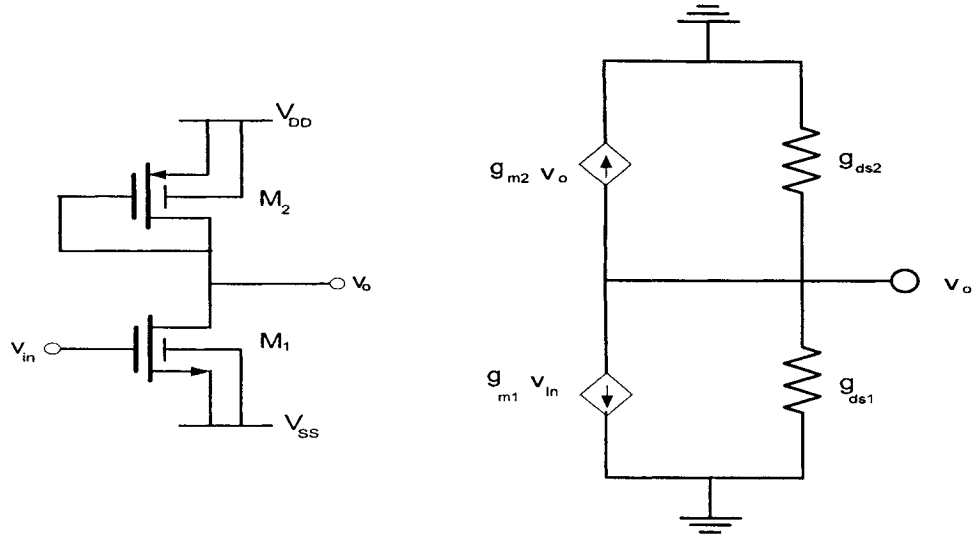 V_DD
M_2
v_o
M_1
v_in
V_SS
g_m2 v_o
g_ds2
v_o
g_m1 v_in
g_ds1